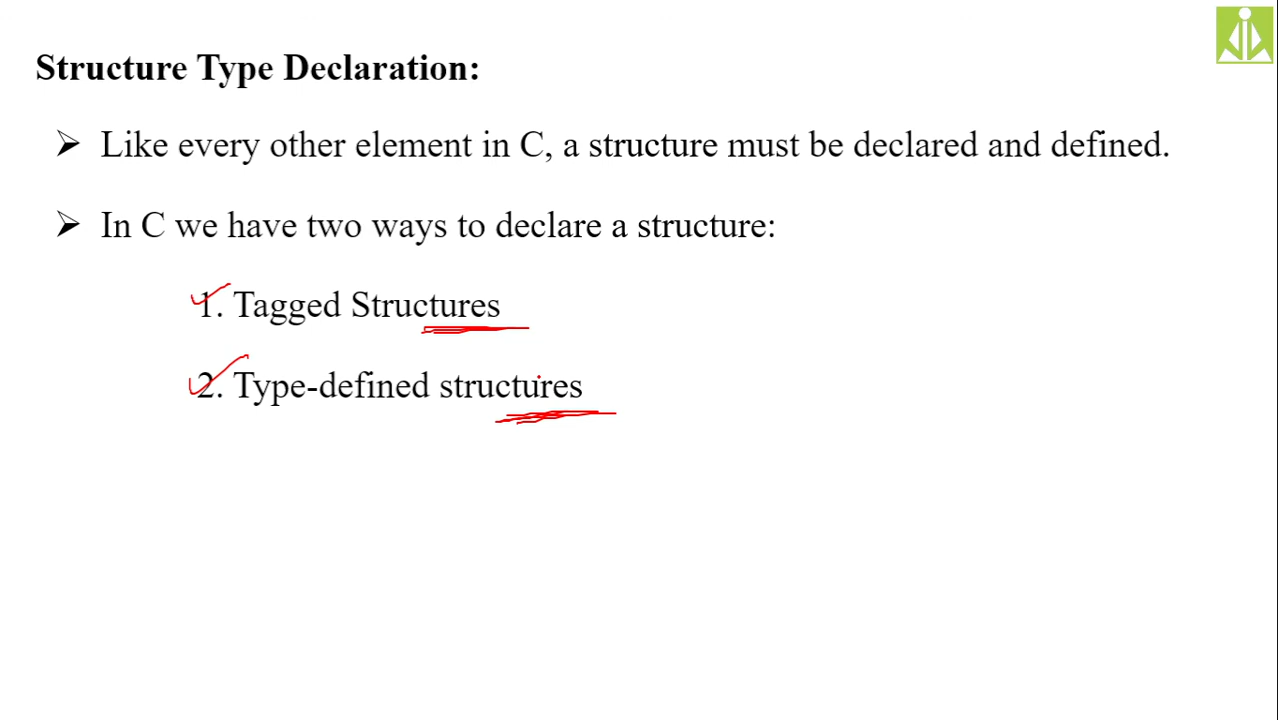 Structure Type Declaration:
➢ Like every other element in C, a structure must be declared and defined.
➢ In C we have two ways to declare a structure:
1. Tagged Structures
2. Type-defined structures